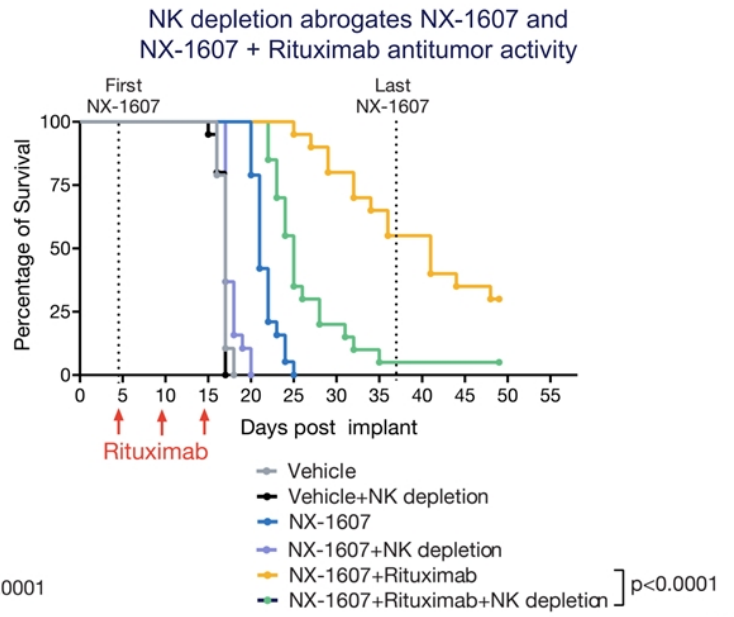 NK depletion abrogates NX-1607 and
NX-1607 + Rituximab antitumor activity
First
NX-1607
Last
NX-1607
Percentage of Survival
100
75
50
25
0
0 5 10 15 20 25 30 35 40 45 50 55
Days post implant
Rituximab
Vehicle
Vehicle+NK depletion
NX-1607
NX-1607+NK depletion
NX-1607+Rituximab
NX-1607+Rituximab+NK depletion
p<0.0001
0001